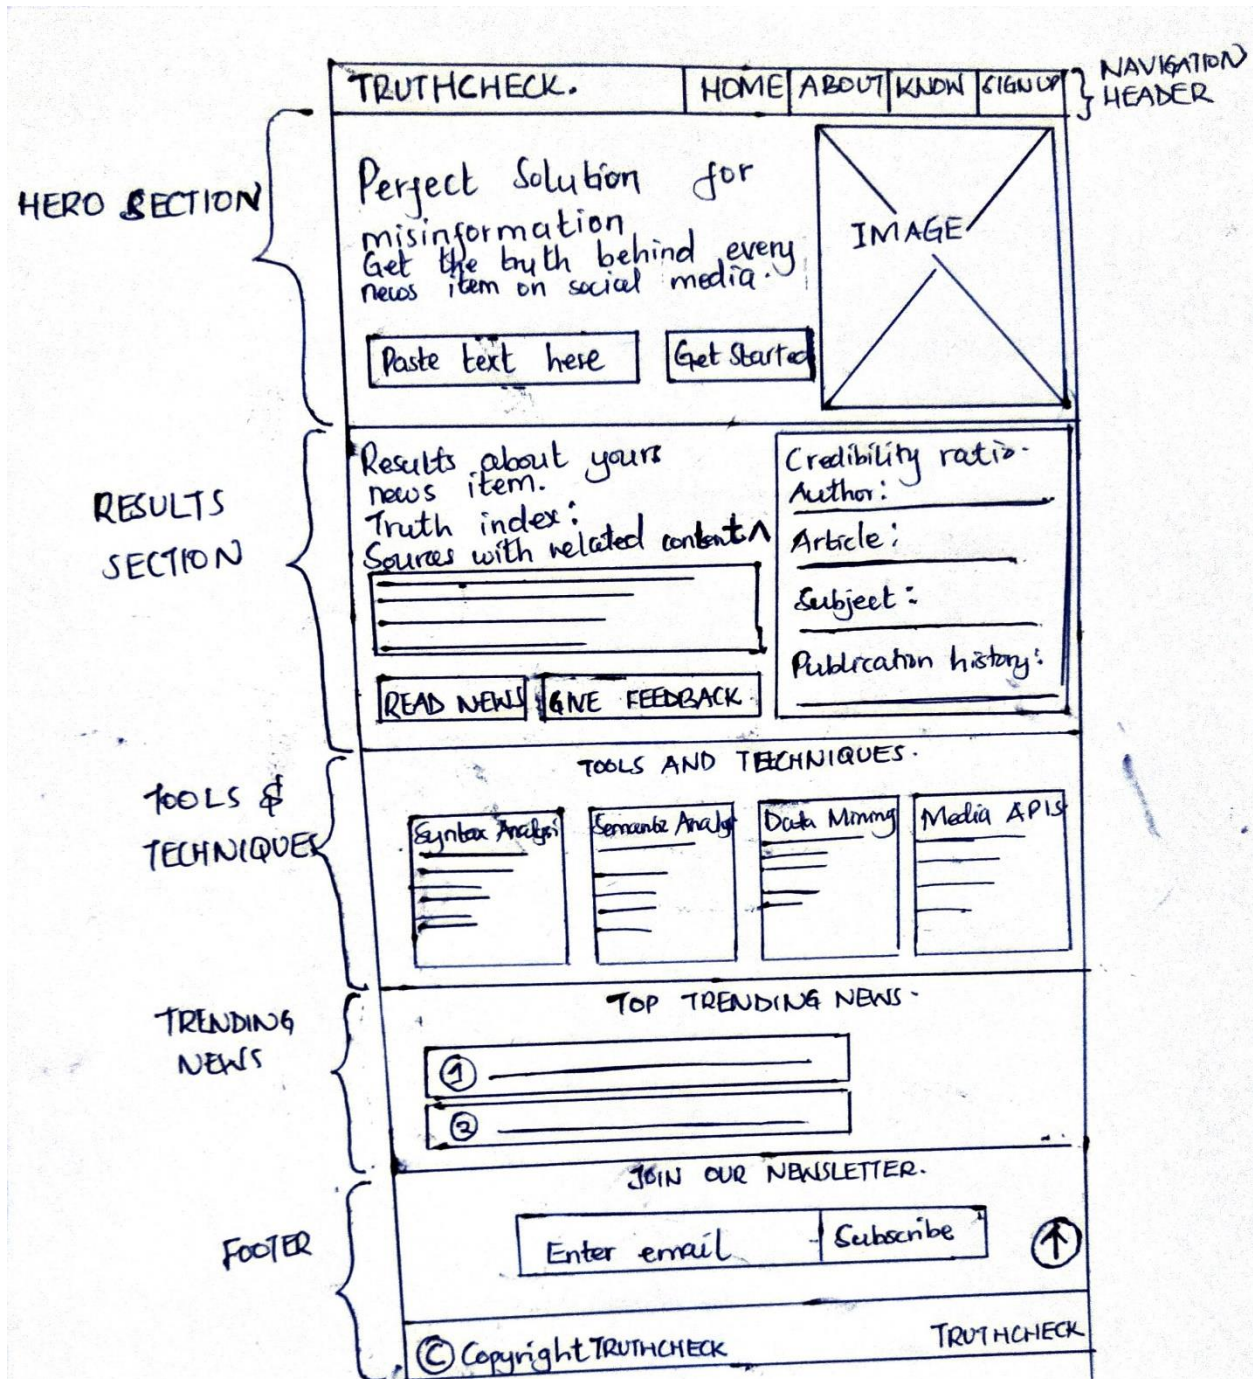 TRUTHCHECK. HOME ABOUT KNOW SIGN UP
NAVIGATION
HEADER
HERO SECTION
Perfect Solution for
misinformation
Get the truth behind every
news item on social media.
IMAGE
Paste text here
Get Started
RESULTS
SECTION
Results about yours
news item.
Truth index:
Sources with related content ^
READ NEWS
GIVE FEEDBACK
Credibility ratio.
Author:
Article:
Subject:
Publication history:
TOOLS &
TECHNIQUES
TOOLS AND TECHNIQUES.
Syntax Analysi
Semantic Analys
Data Mining
Media APIS
TRENDING
NEWS
TOP TRENDING NEWS.
1
2
FOOTER
JOIN OUR NEWSLETTER.
Enter email
Subscribe
↑
© Copyright TRUTHCHECK
TRUTHCHECK